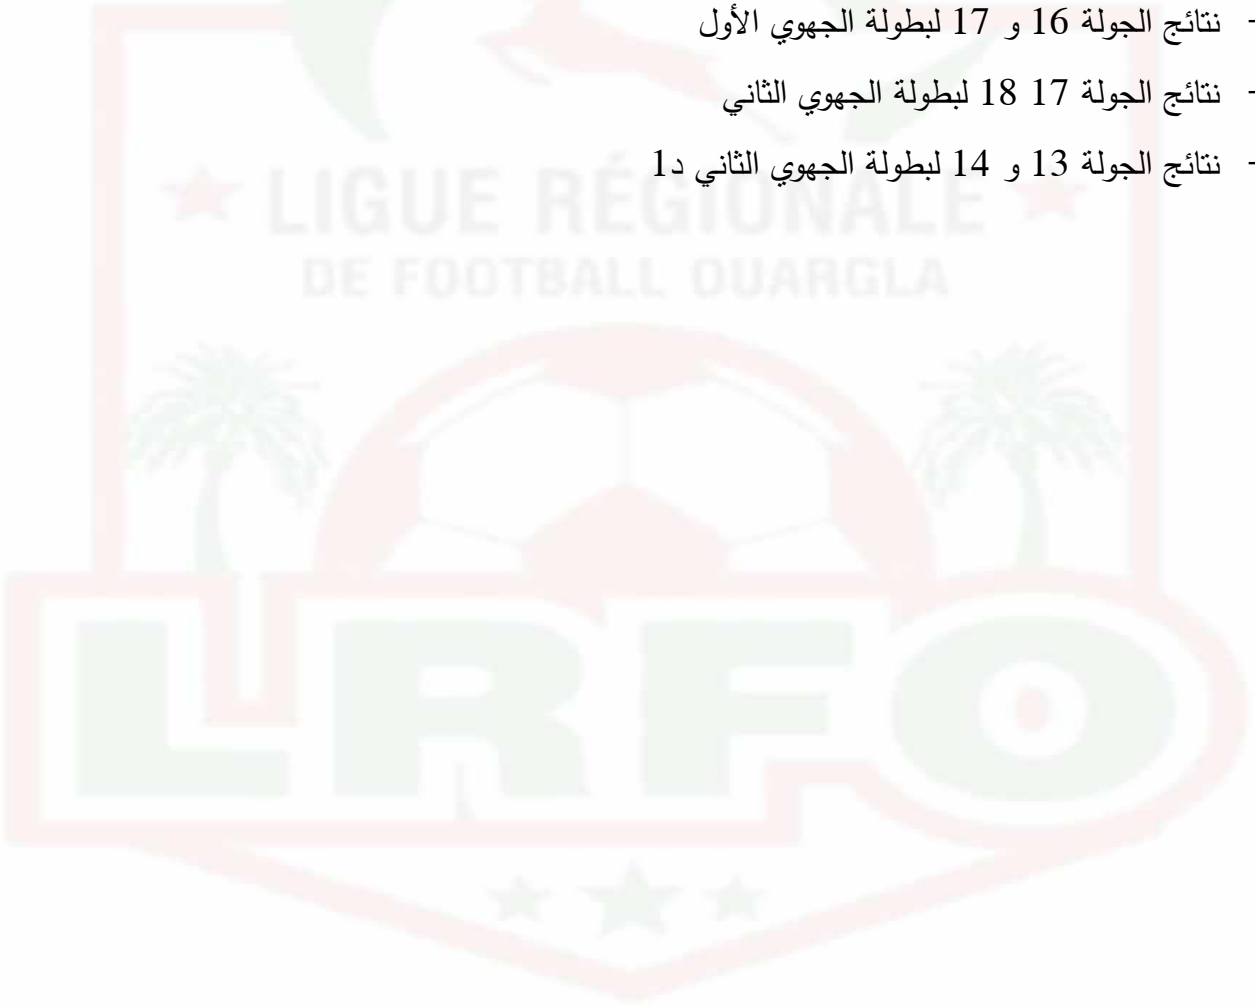 - نتائج الجولة 16 و 17 لبطولة الجهوي الأول
- نتائج الجولة 17 18 لبطولة الجهوي الثاني
- نتائج الجولة 13 و 14 لبطولة الجهوي الثاني د1
LIGUE RÉGIONALE
DE FOOTBALL OUARGLA
LRFO